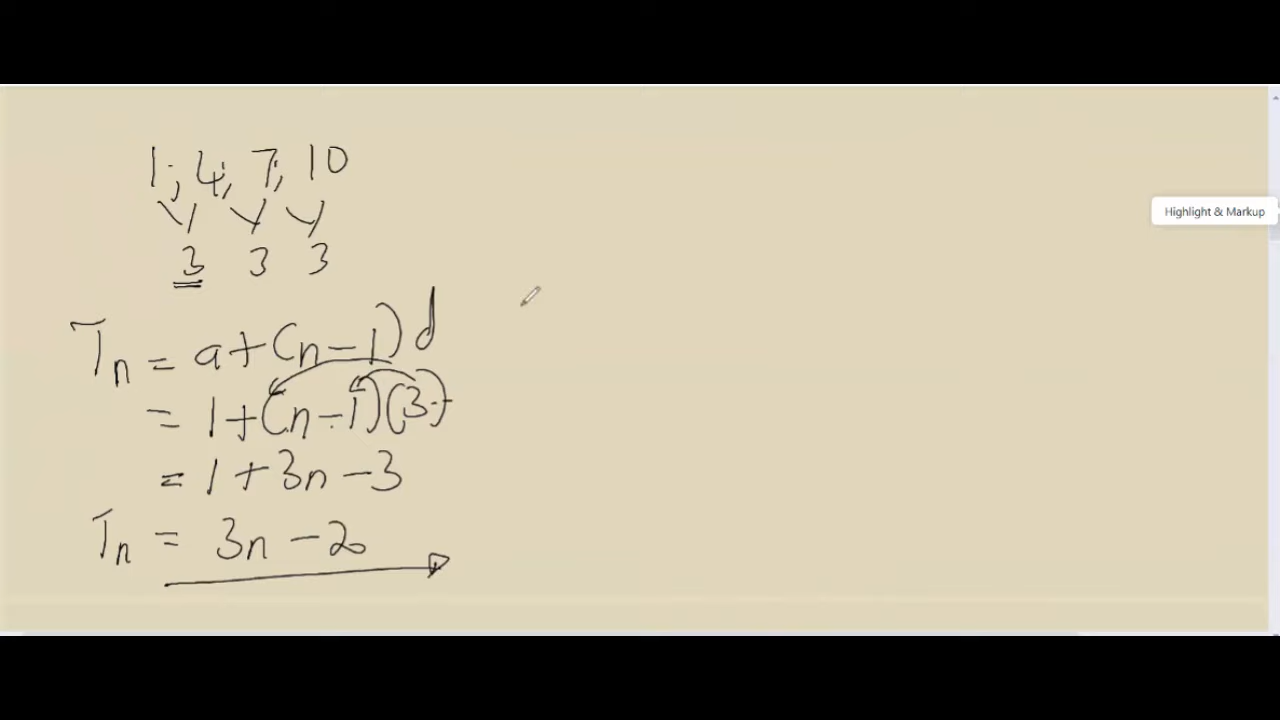 1; 4; 7; 10
3 3 3
Highlight & Markup
Tn = a + (n - 1) d
= 1 + (n - 1)(3)
= 1 + 3n - 3
Tn = 3n - 2